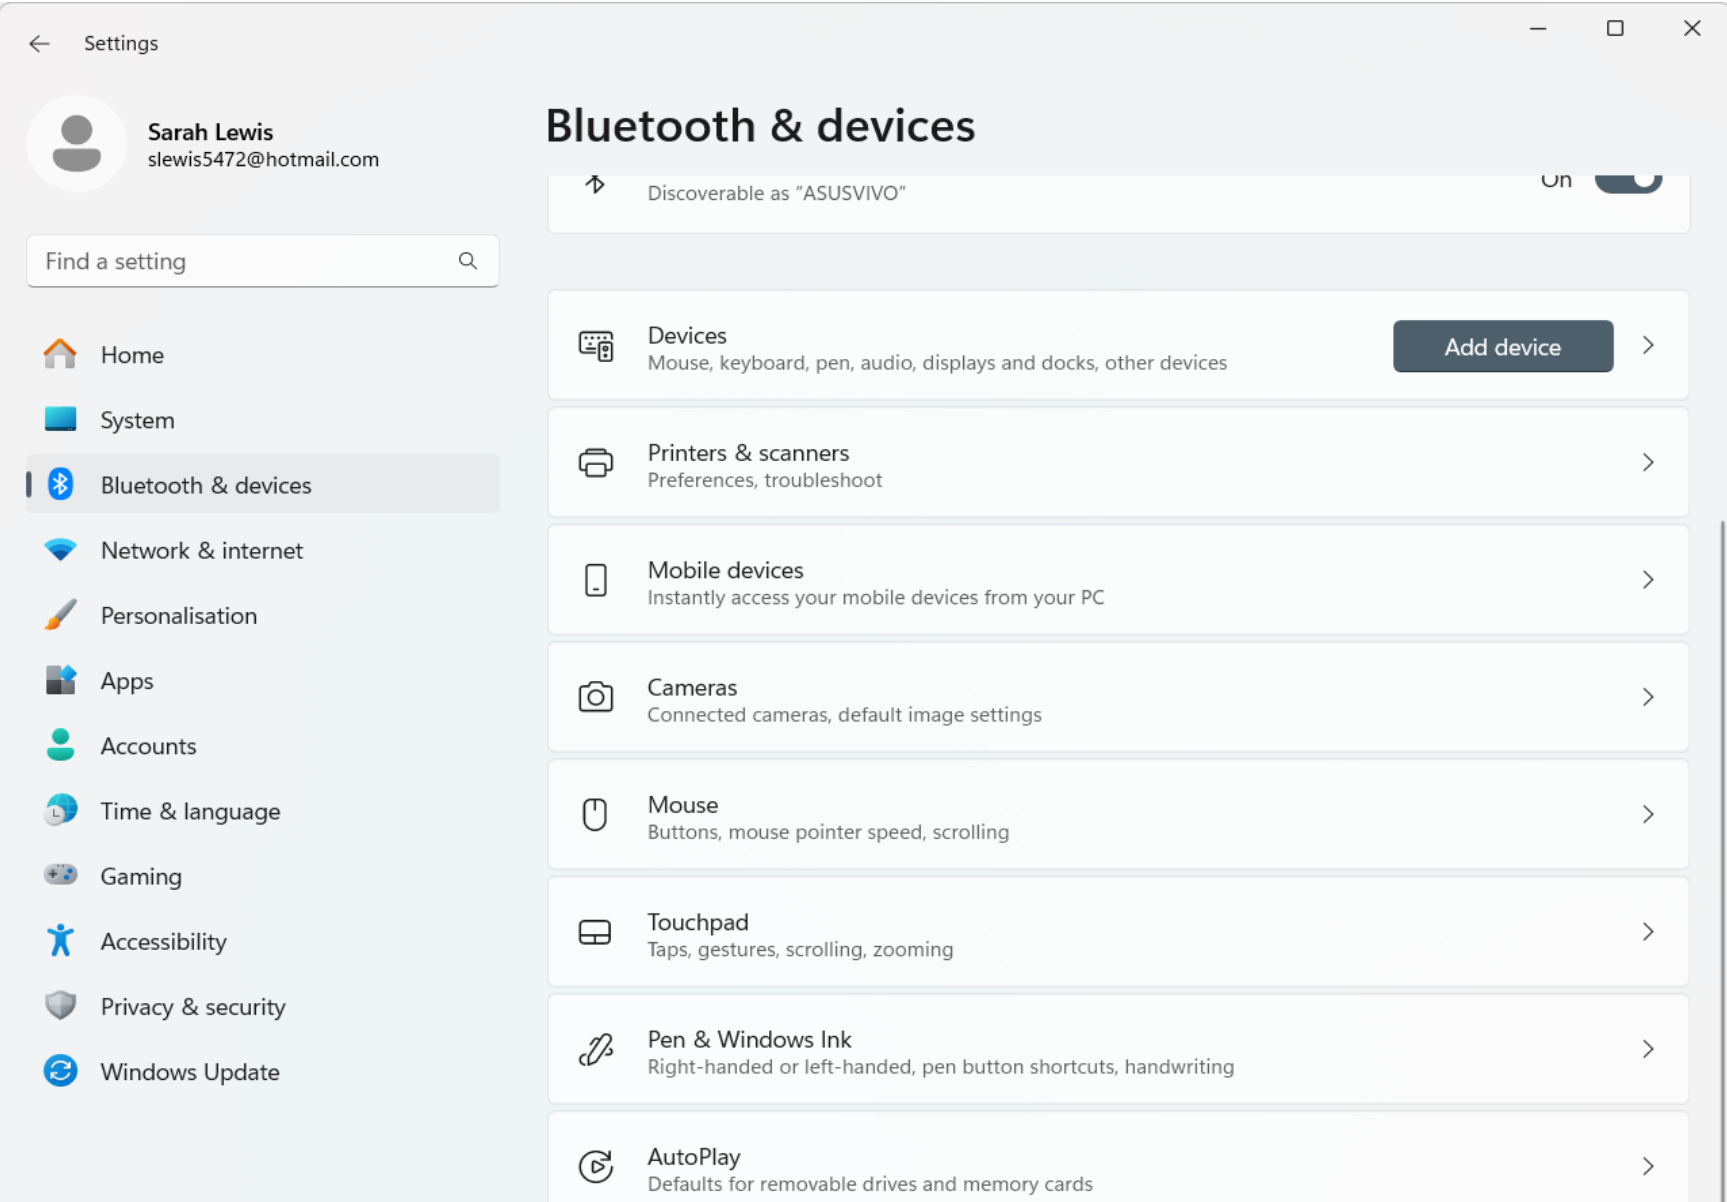 Settings
Sarah Lewis
slewis5472@hotmail.com
Find a setting
Home
System
Bluetooth & devices
Network & internet
Personalisation
Apps
Accounts
Time & language
Gaming
Accessibility
Privacy & security
Windows Update
Bluetooth & devices
Discoverable as "ASUSVIVO"
On
Devices
Mouse, keyboard, pen, audio, displays and docks, other devices
Add device
Printers & scanners
Preferences, troubleshoot
Mobile devices
Instantly access your mobile devices from your PC
Cameras
Connected cameras, default image settings
Mouse
Buttons, mouse pointer speed, scrolling
Touchpad
Taps, gestures, scrolling, zooming
Pen & Windows Ink
Right-handed or left-handed, pen button shortcuts, handwriting
AutoPlay
Defaults for removable drives and memory cards